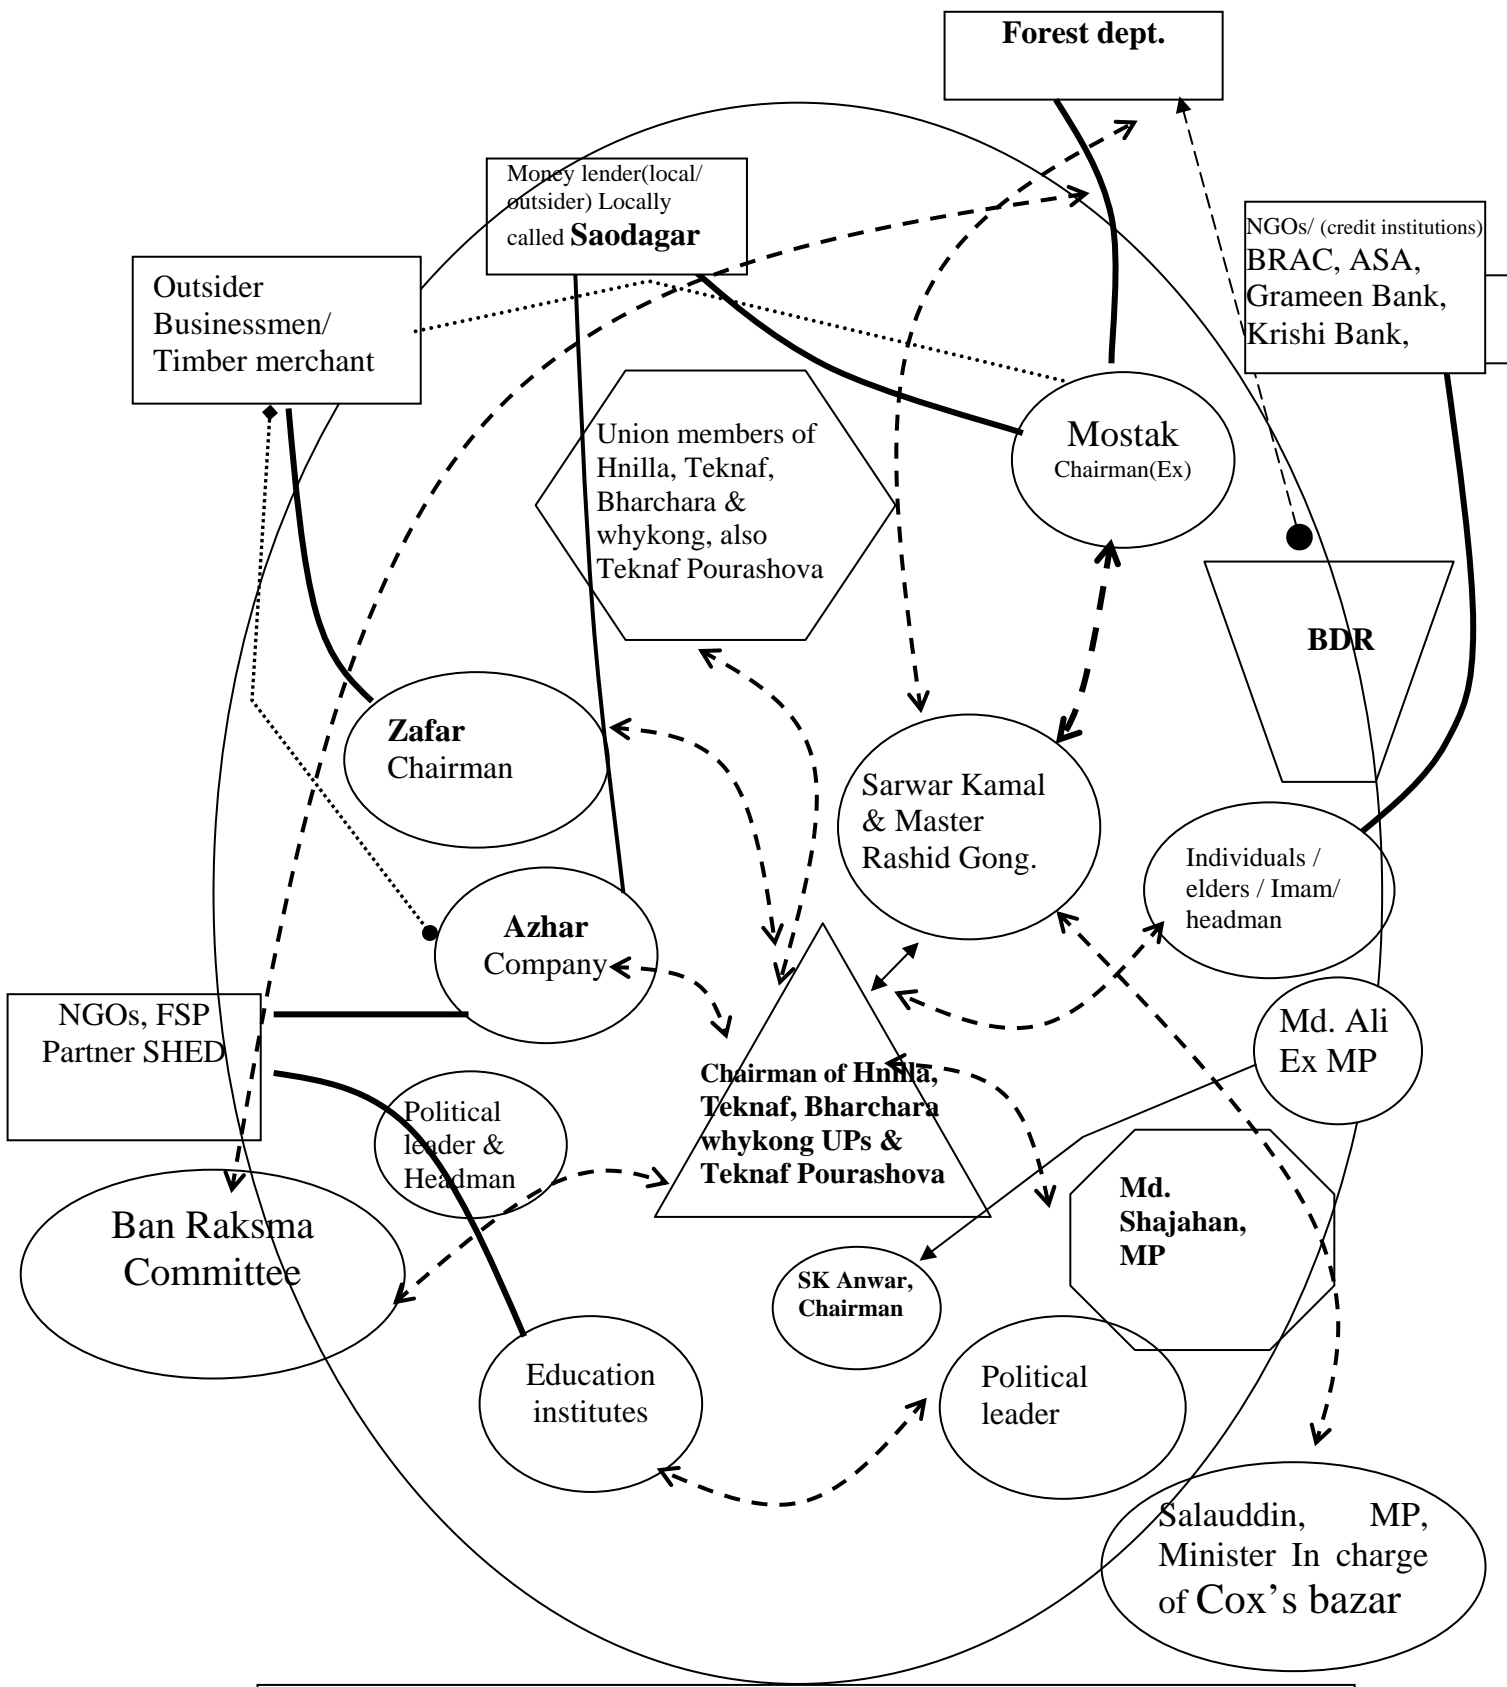 Forest dept.
Money lender(local/
outsider) Locally
called Saodagar
NGOs/ (credit institutions)
BRAC, ASA,
Grameen Bank,
Krishi Bank,
Outsider
Businessmen/
Timber merchant
Union members of
Hnilla, Teknaf,
Bharchara &
whykong, also
Teknaf Pourashova
Mostak
Chairman(Ex)
BDR
Zafar
Chairman
Sarwar Kamal
& Master
Rashid Gong.
Individuals /
elders / Imam/
headman
Azhar
Company
NGOs, FSP
Partner SHED
Md. Ali
Ex MP
Chairman of Hnilla,
Teknaf, Bharchara
whykong UPs &
Teknaf Pourashova
Political
leader &
Headman
Md.
Shajahan,
MP
Ban Raksma
Committee
SK Anwar,
Chairman
Education
institutes
Political
leader
Salauddin, MP,
Minister In charge
of Cox’s bazar